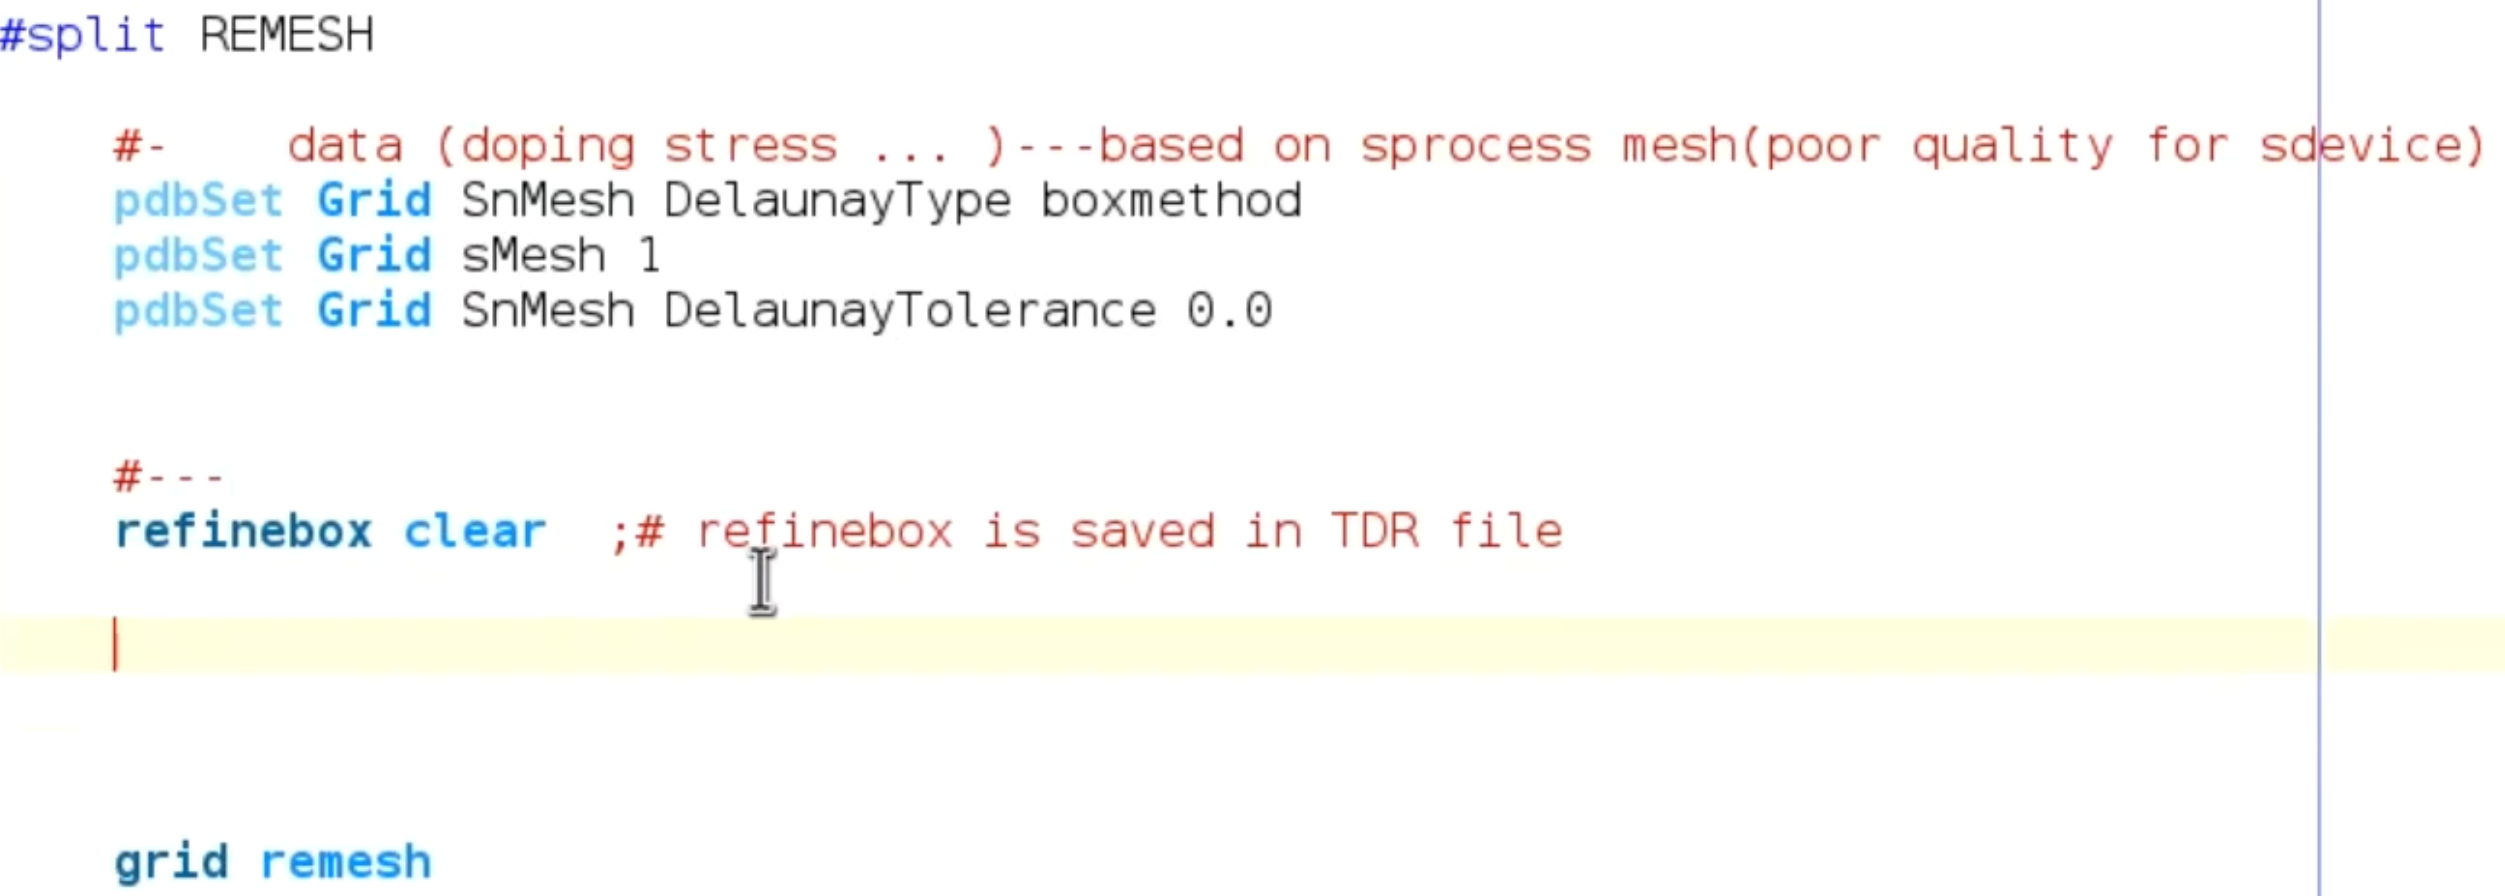 #split REMESH
#- data (doping stress ... )---based on sprocess mesh(poor quality for sdevice)
pdbSet Grid SnMesh DelaunayType boxmethod
pdbSet Grid sMesh 1
pdbSet Grid SnMesh DelaunayTolerance 0.0
#---
refinebox clear ;# refinebox is saved in TDR file
grid remesh